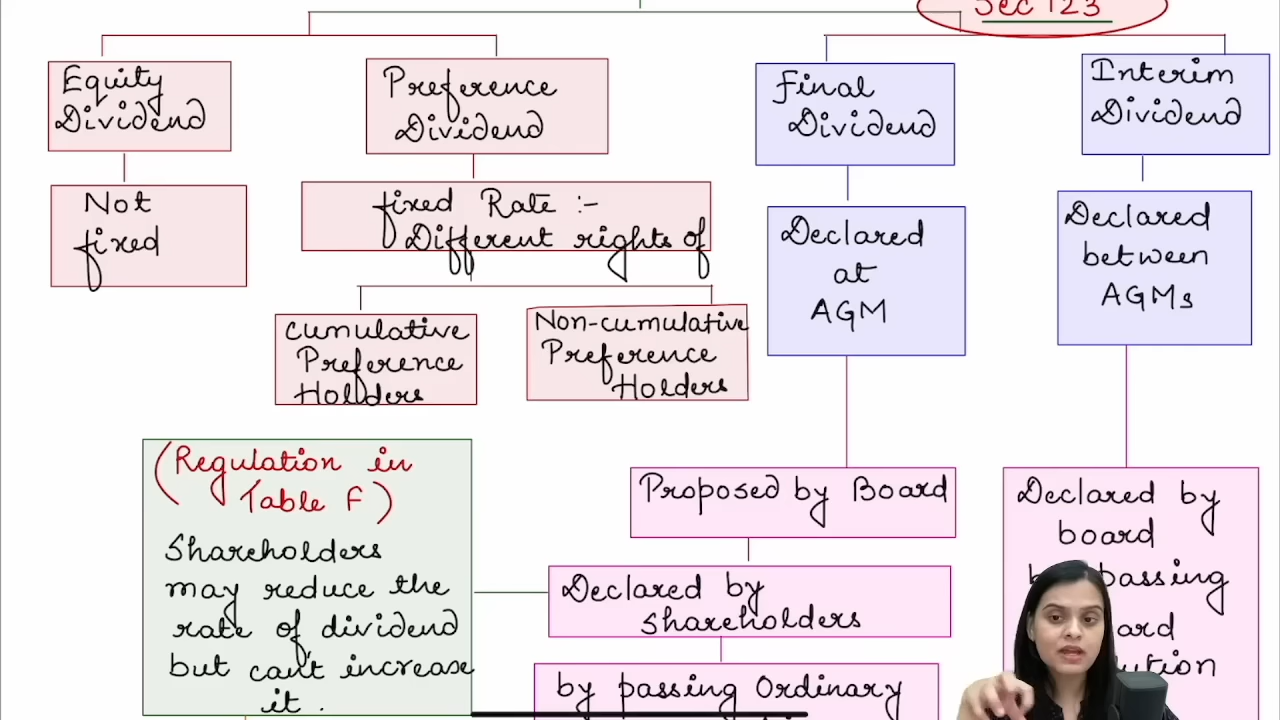 Sec 123
Equity
Dividend
Preference
Dividend
Final
Dividend
Interim
Dividend
Not
fixed
fixed Rate :-
Different rights of
Declared
at
AGM
Declared
between
AGMs
Cumulative
Preference
Holders
Non-cumulative
Preference
Holders
(Regulation in
Table F)
Shareholders
may reduce the
rate of dividend
but can't increase
it.
Proposed by Board
Declared by
Shareholders
by passing Ordinary
Declared by
board
passing